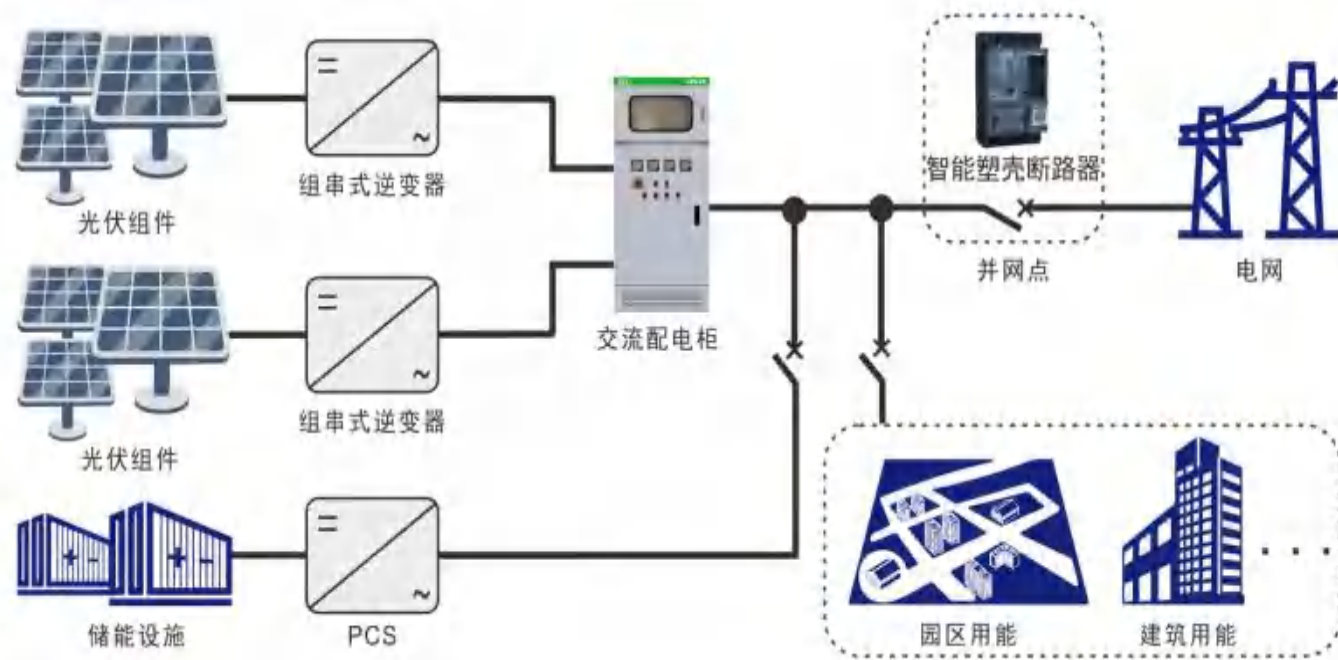 智能塑壳断路器
组串式逆变器
光伏组件
并网点
电网
交流配电柜
组串式逆变器
光伏组件
储能设施
PCS
园区用能
建筑用能